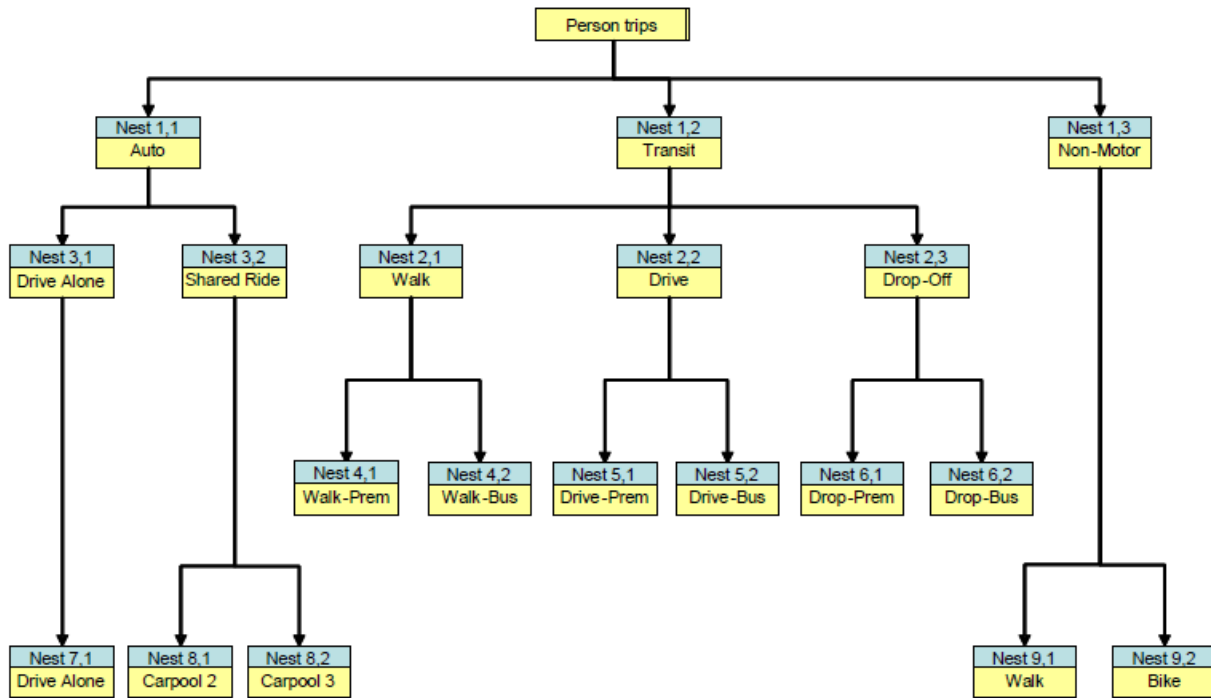 Person trips
Nest 1,1
Auto
Nest 1,2
Transit
Nest 1,3
Non-Motor
Nest 3,1
Drive Alone
Nest 3,2
Shared Ride
Nest 2,1
Walk
Nest 2,2
Drive
Nest 2,3
Drop-Off
Nest 4,1
Walk-Prem
Nest 4,2
Walk-Bus
Nest 5,1
Drive-Prem
Nest 5,2
Drive-Bus
Nest 6,1
Drop-Prem
Nest 6,2
Drop-Bus
Nest 7,1
Drive Alone
Nest 8,1
Carpool 2
Nest 8,2
Carpool 3
Nest 9,1
Walk
Nest 9,2
Bike